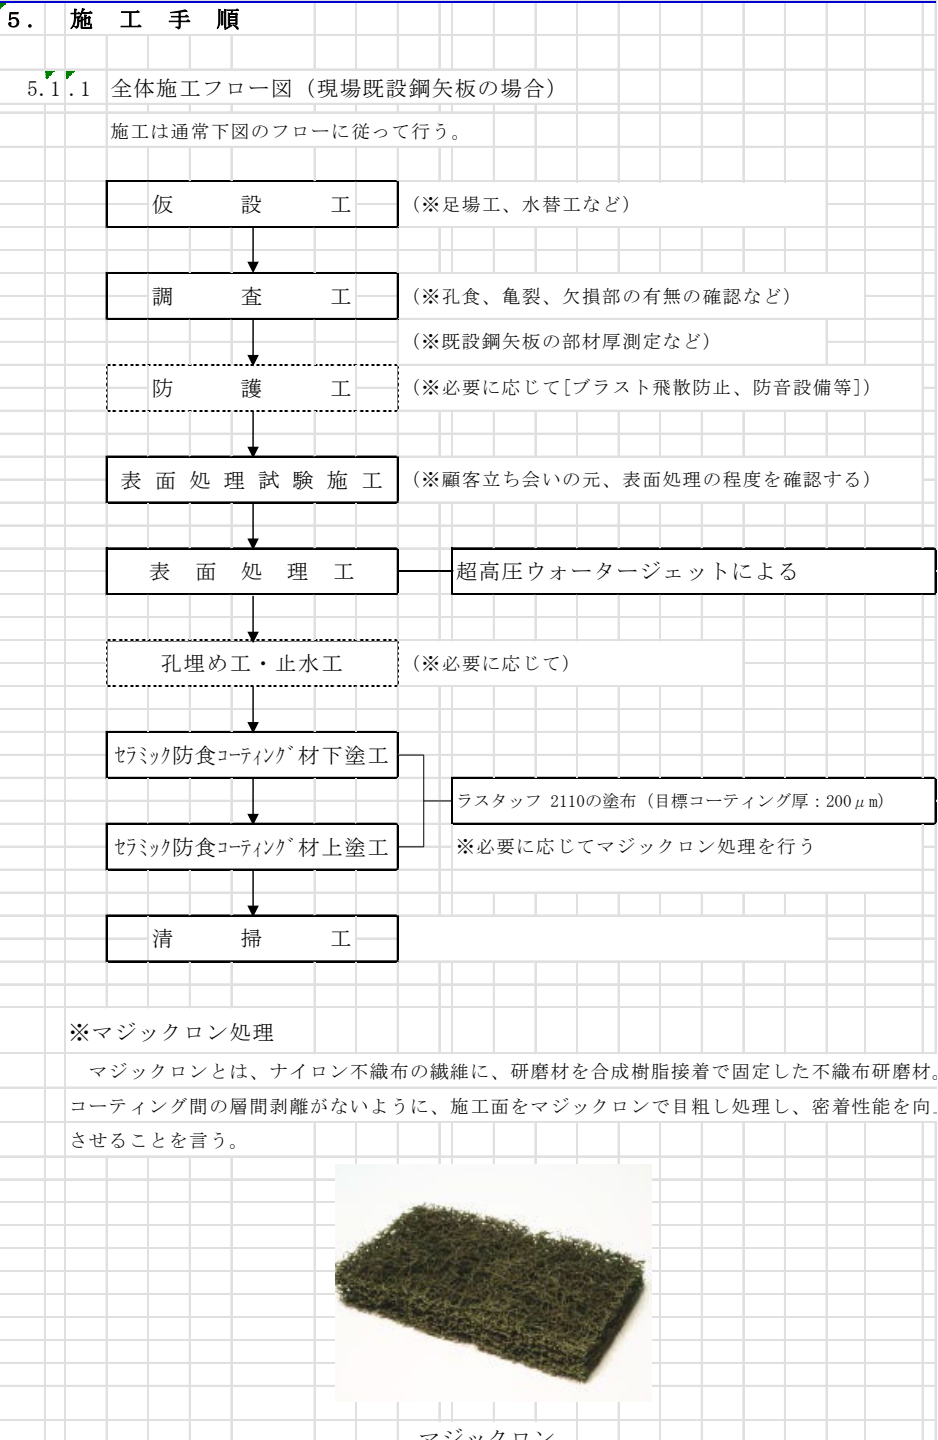 5. 施 工 手 順
5.1.1 全体施工フロー図（現場既設鋼矢板の場合）
施工は通常下図のフローに従って行う。
仮 設 工 （※足場工、水替工など）
調 査 工 （※孔食、亀裂、欠損部の有無の確認など）
（※既設鋼矢板の部材厚測定など）
防 護 工 （※必要に応じて[ブラスト飛散防止、防音設備等]）
表 面 処 理 試 験 施 工 （※顧客立ち会いの元、表面処理の程度を確認する）
表 面 処 理 工 超高圧ウォータージェットによる
孔埋め工・止水工 （※必要に応じて）
ｾﾗﾐｯｸ防食ｺｰﾃｨﾝｸﾞ材下塗工
ラスタッフ 2110の塗布（目標コーティング厚：200μm）
ｾﾗﾐｯｸ防食ｺｰﾃｨﾝｸﾞ材上塗工 ※必要に応じてマジックロン処理を行う
清 掃 工
※マジックロン処理
マジックロンとは、ナイロン不織布の繊維に、研磨材を合成樹脂接着で固定した不織布研磨材。
コーティング間の層間剥離がないように、施工面をマジックロンで目粗し処理し、密着性能を向上
させることを言う。
マジックロン